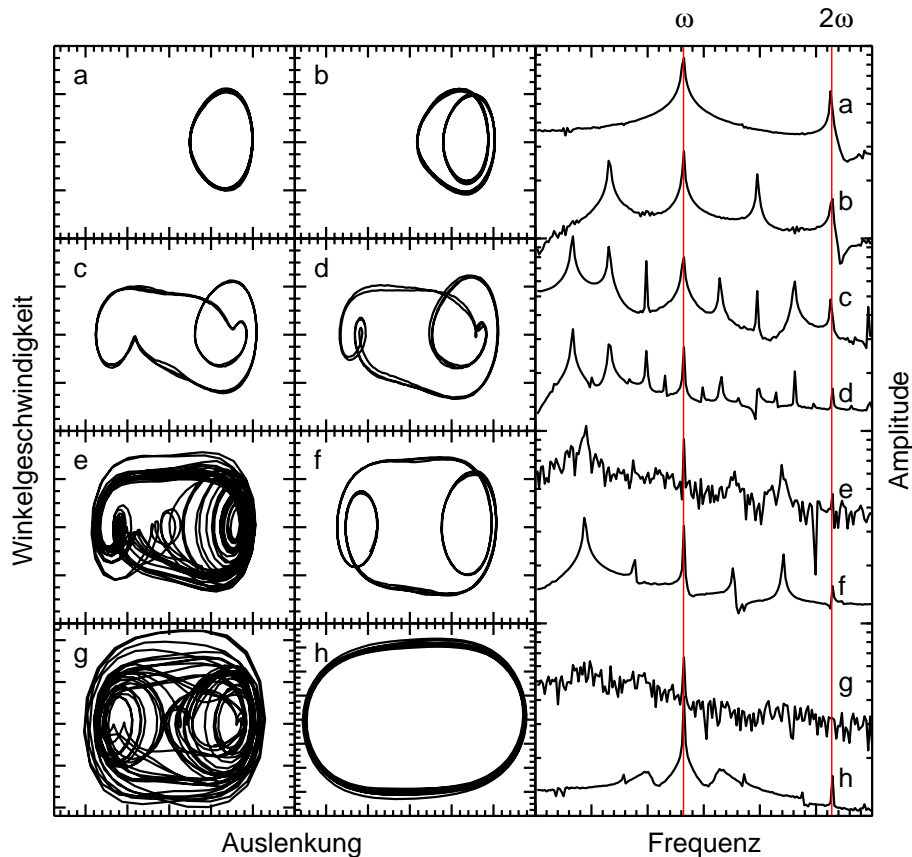 ω 2ω
a b a
b
c d c
d
e f e
f
g h g
h
Winkelgeschwindigkeit
Amplitude
Auslenkung Frequenz